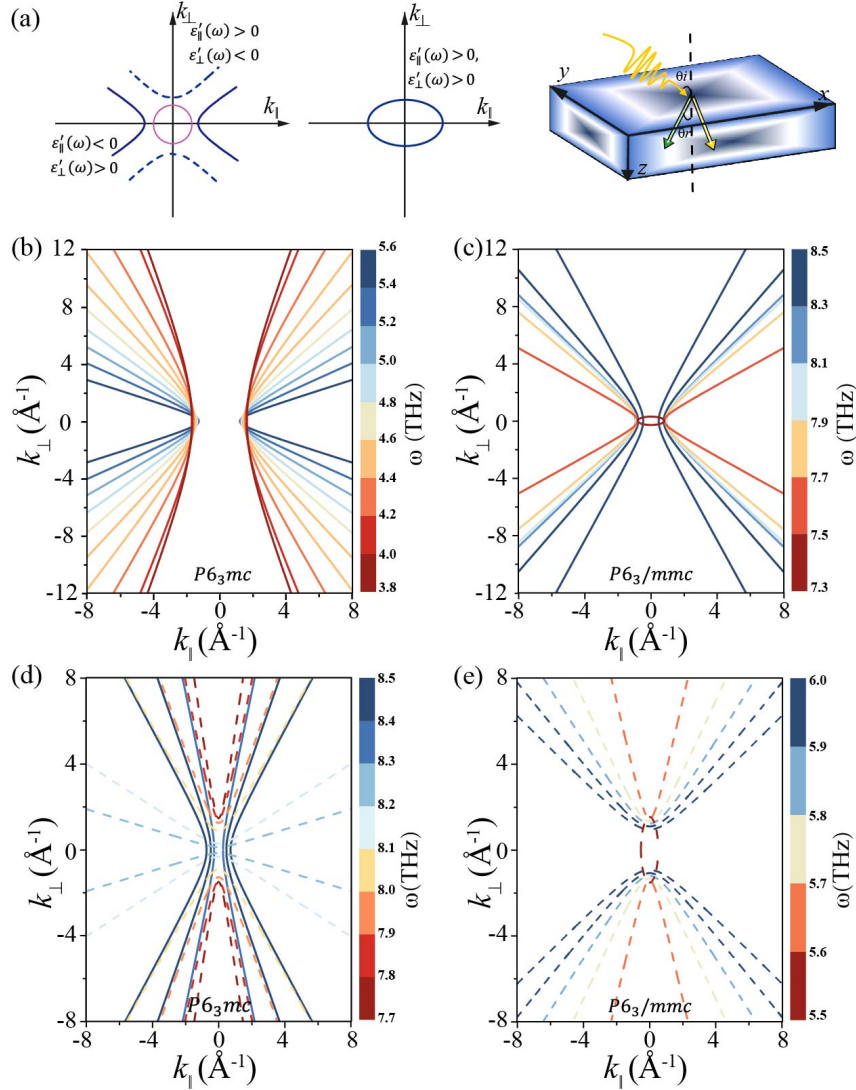 (a)
k⊥
ε′∥(ω)>0
ε′⊥(ω)<0
k∥
ε′∥(ω)<0
ε′⊥(ω)>0
k⊥
ε′∥(ω)>0,
ε′⊥(ω)>0
k∥
θi
θr
y
x
z
(b)
12
8
4
0
-4
-8
-12
k⊥ (Å-1)
-8 -4 0 4 8
k∥ (Å-1)
P63mc
5.6
5.4
5.2
5.0
4.8
4.6
4.4
4.2
4.0
3.8
ω (THz)
(c)
12
8
4
0
-4
-8
-12
k⊥ (Å-1)
-8 -4 0 4 8
k∥ (Å-1)
P63/mmc
8.5
8.3
8.1
7.9
7.7
7.5
7.3
ω (THz)
(d)
8
4
0
-4
-8
k⊥ (Å-1)
-8 -4 0 4 8
k∥ (Å-1)
P63mc
8.5
8.4
8.3
8.2
8.1
8.0
7.9
7.8
7.7
ω(THz)
(e)
8
4
0
-4
-8
k⊥ (Å-1)
-8 -4 0 4 8
k∥ (Å-1)
P63/mmc
6.0
5.9
5.8
5.7
5.6
5.5
ω(THz)